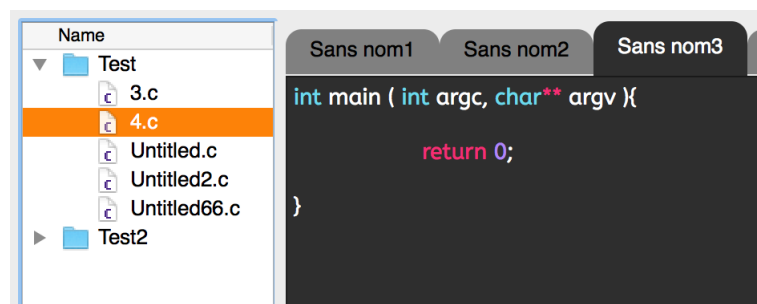 Name
Test
3.c
4.c
Untitled.c
Untitled2.c
Untitled66.c
Test2
Sans nom1 Sans nom2 Sans nom3
int main ( int argc, char** argv ){
return 0;
}